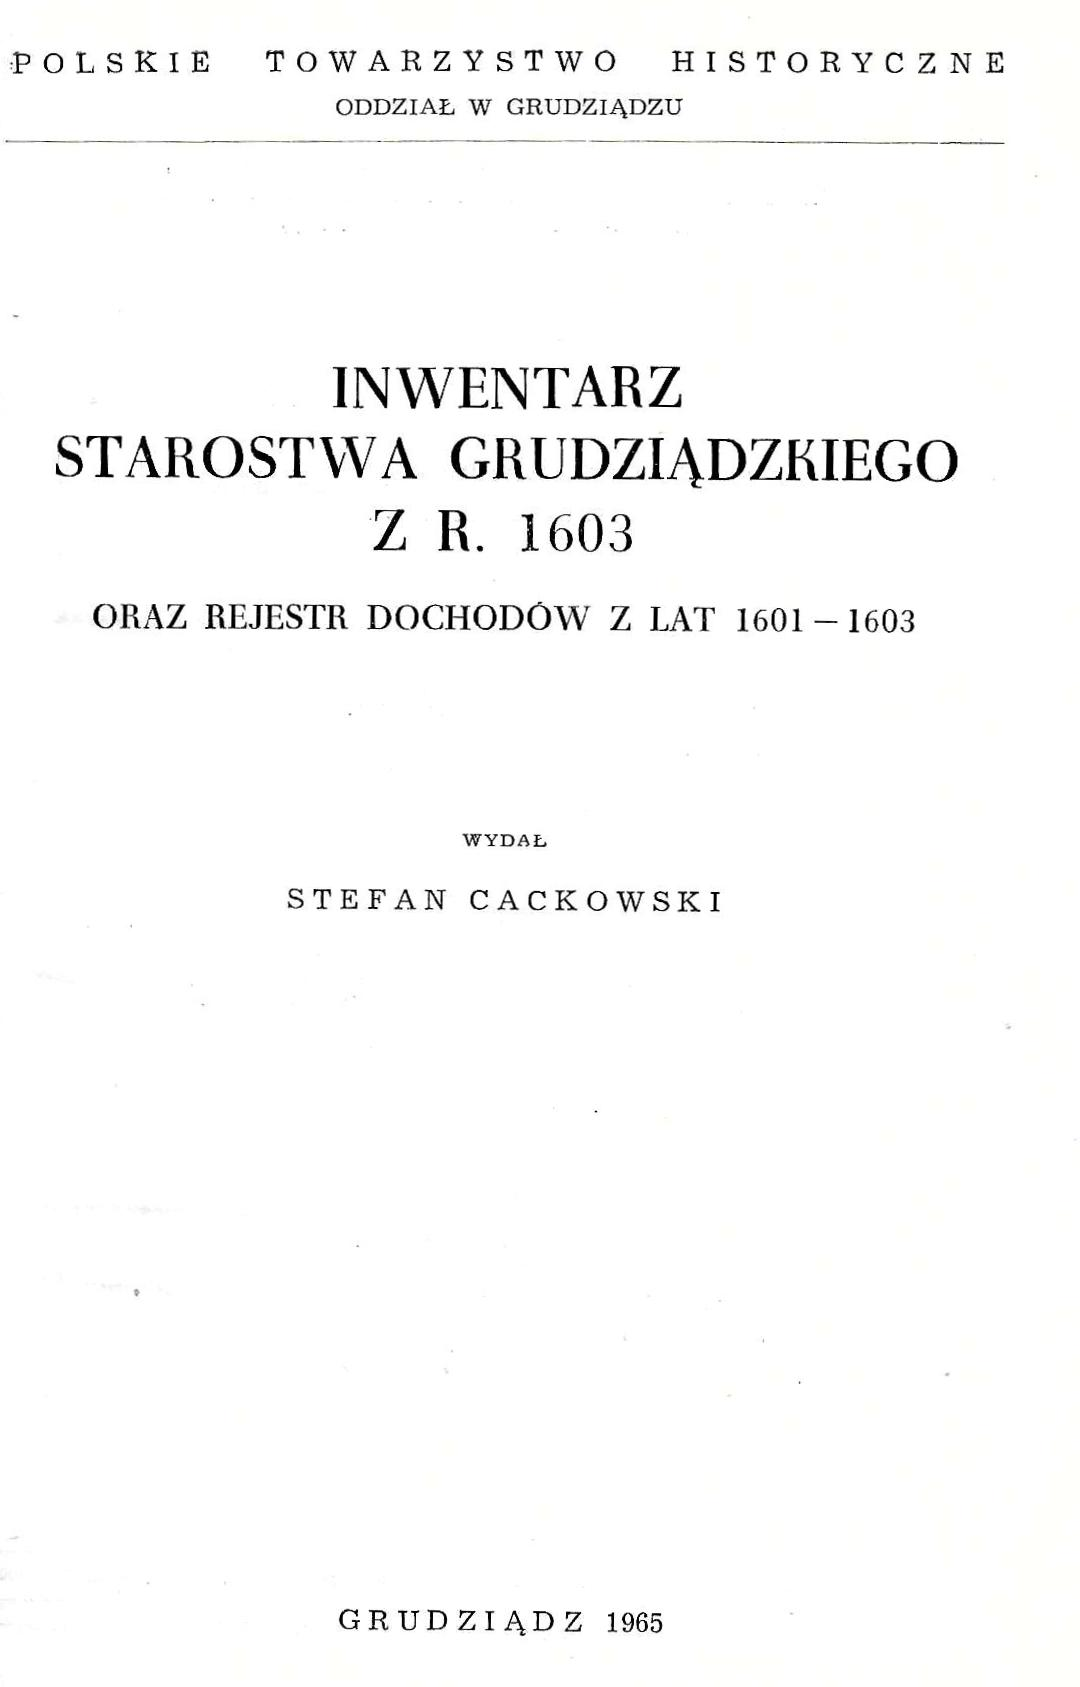 POLSKIE TOWARZYSTWO HISTORYCZNE
ODDZIAŁ W GRUDZIĄDZU
INWENTARZ
STAROSTWA GRUDZIĄDZKIEGO
Z R. 1603
ORAZ REJESTR DOCHODÓW Z LAT 1601 – 1603
WYDAŁ
STEFAN CACKOWSKI
GRUDZIĄDZ 1965